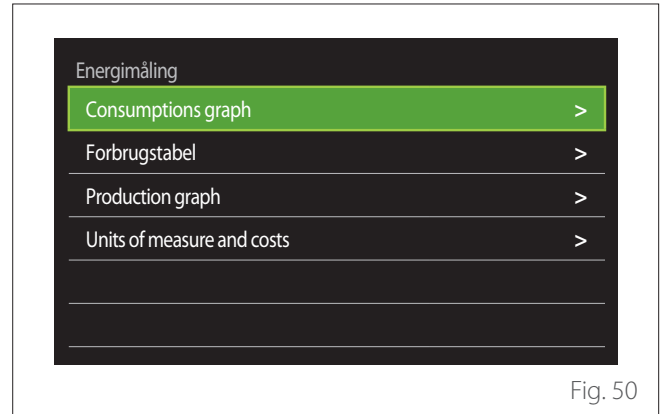 Energimåling
Consumptions graph >
Forbrugstabel >
Production graph >
Units of measure and costs >
Fig. 50